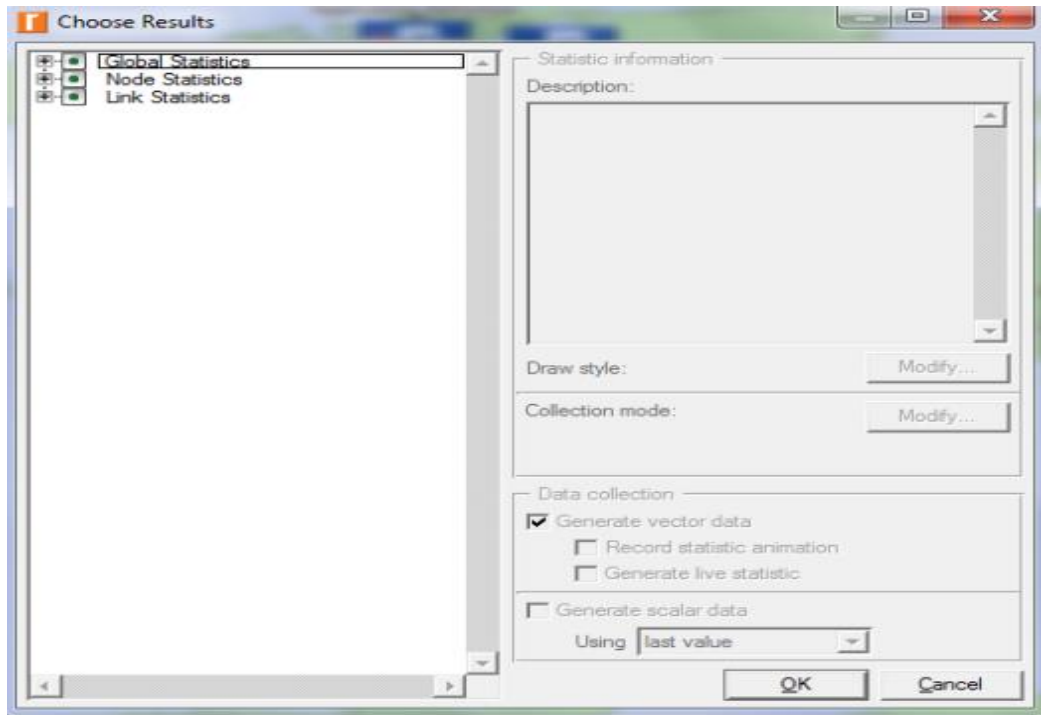 Choose Results
Global Statistics
Node Statistics
Link Statistics
Statistic information
Description:
Draw style:
Modify...
Collection mode:
Modify...
Data collection
Generate vector data
Record statistic animation
Generate live statistic
Generate scalar data
Using last value
OK
Cancel